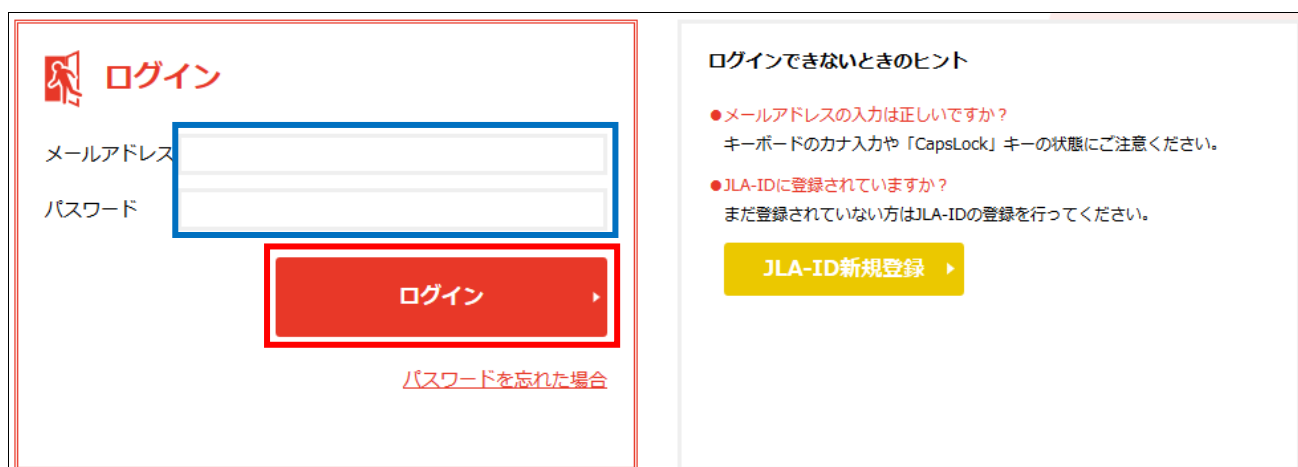 ログイン
メールアドレス
パスワード
ログイン
パスワードを忘れた場合
ログインできないときのヒント
●メールアドレスの入力は正しいですか？
キーボードのカナ入力や「CapsLock」キーの状態にご注意ください。
●JLA-IDに登録されていますか？
まだ登録されていない方はJLA-IDの登録を行ってください。
JLA-ID新規登録